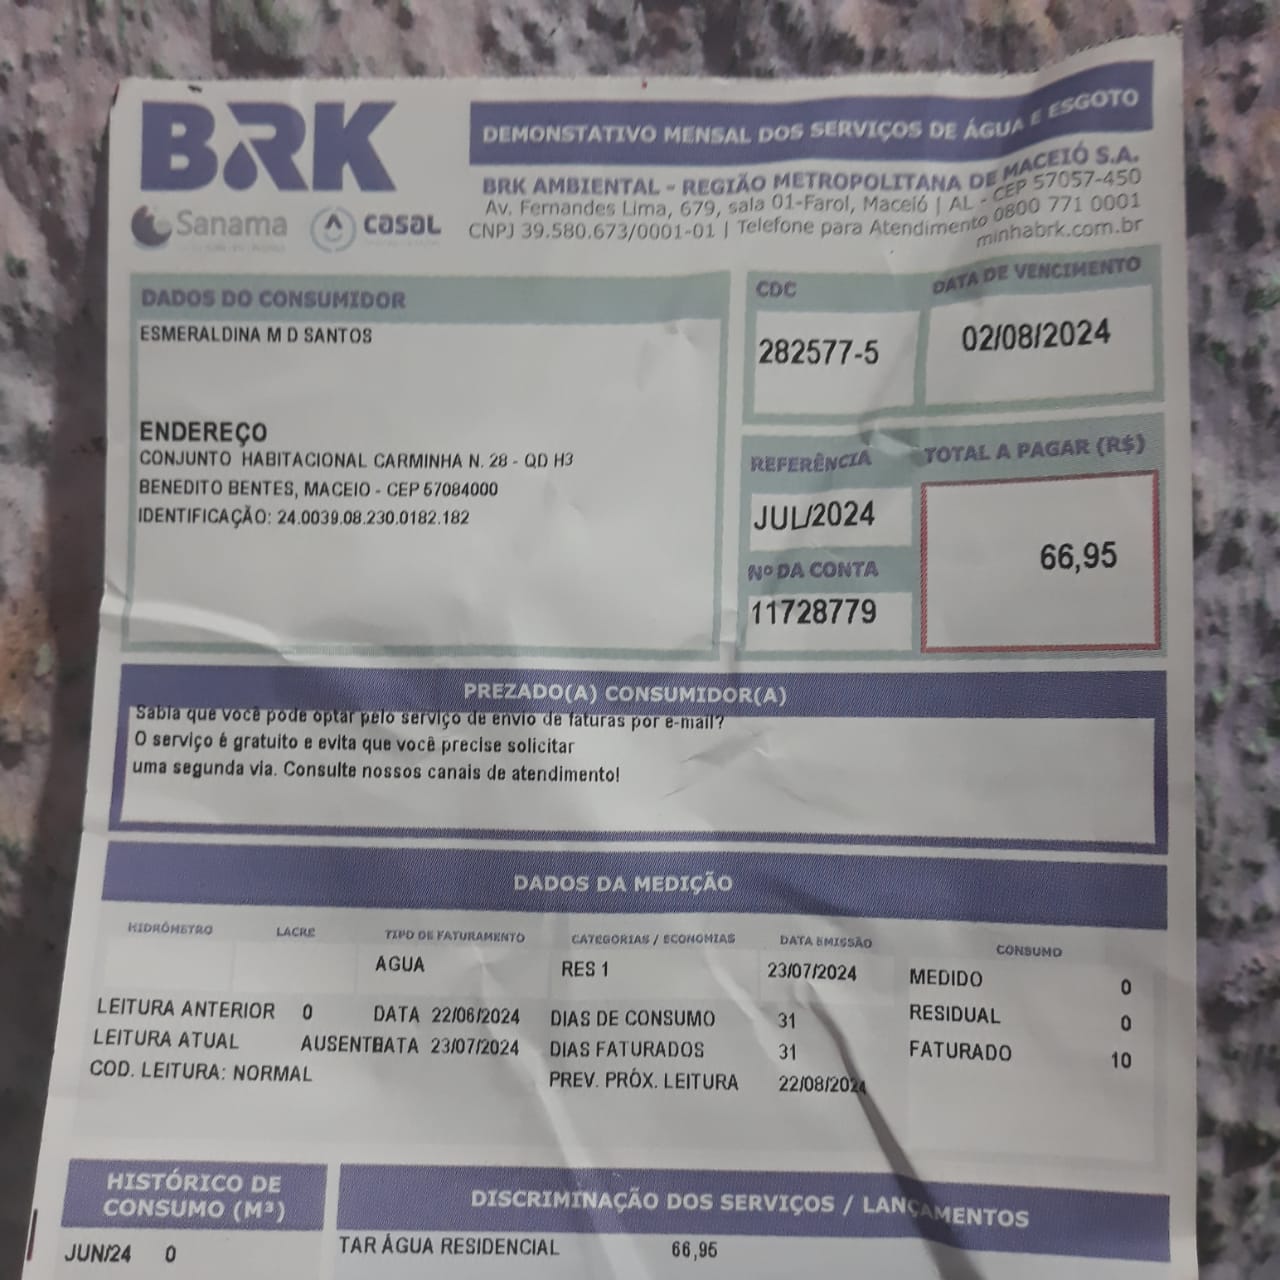 BRK
Sanama
casal
DEMONSTATIVO MENSAL DOS SERVIÇOS DE ÁGUA E ESGOTO
BRK AMBIENTAL - REGIÃO METROPOLITANA DE MACEIÓ S.A.
Av. Fernandes Lima, 679, sala 01-Farol, Maceió | AL - CEP 57057-450
CNPJ 39.580.673/0001-01 | Telefone para Atendimento 0800 771 0001
minhabrk.com.br
DADOS DO CONSUMIDOR
ESMERALDINA M D SANTOS
ENDEREÇO
CONJUNTO HABITACIONAL CARMINHA N. 28 - QD H3
BENEDITO BENTES, MACEIO - CEP 57084000
IDENTIFICAÇÃO: 24.0039.08.230.0182.182
CDC
282577-5
DATA DE VENCIMENTO
02/08/2024
REFERÊNCIA
JUL/2024
Nº DA CONTA
11728779
TOTAL A PAGAR (R$)
66,95
PREZADO(A) CONSUMIDOR(A)
Sabia que você pode optar pelo serviço de envio de faturas por e-mail?
O serviço é gratuito e evita que você precise solicitar
uma segunda via. Consulte nossos canais de atendimento!
DADOS DA MEDIÇÃO
HIDRÔMETRO LACRE TIPO DE FATURAMENTO CATEGORIAS / ECONOMIAS DATA EMISSÃO CONSUMO
AGUA RES 1 23/07/2024 MEDIDO 0
LEITURA ANTERIOR 0 DATA 22/06/2024 DIAS DE CONSUMO 31 RESIDUAL 0
LEITURA ATUAL AUSENTE DATA 23/07/2024 DIAS FATURADOS 31 FATURADO 10
COD. LEITURA: NORMAL PREV. PRÓX. LEITURA 22/08/2024
HISTÓRICO DE
CONSUMO (M³)
JUN/24 0
DISCRIMINAÇÃO DOS SERVIÇOS / LANÇAMENTOS
TAR ÁGUA RESIDENCIAL 66,95